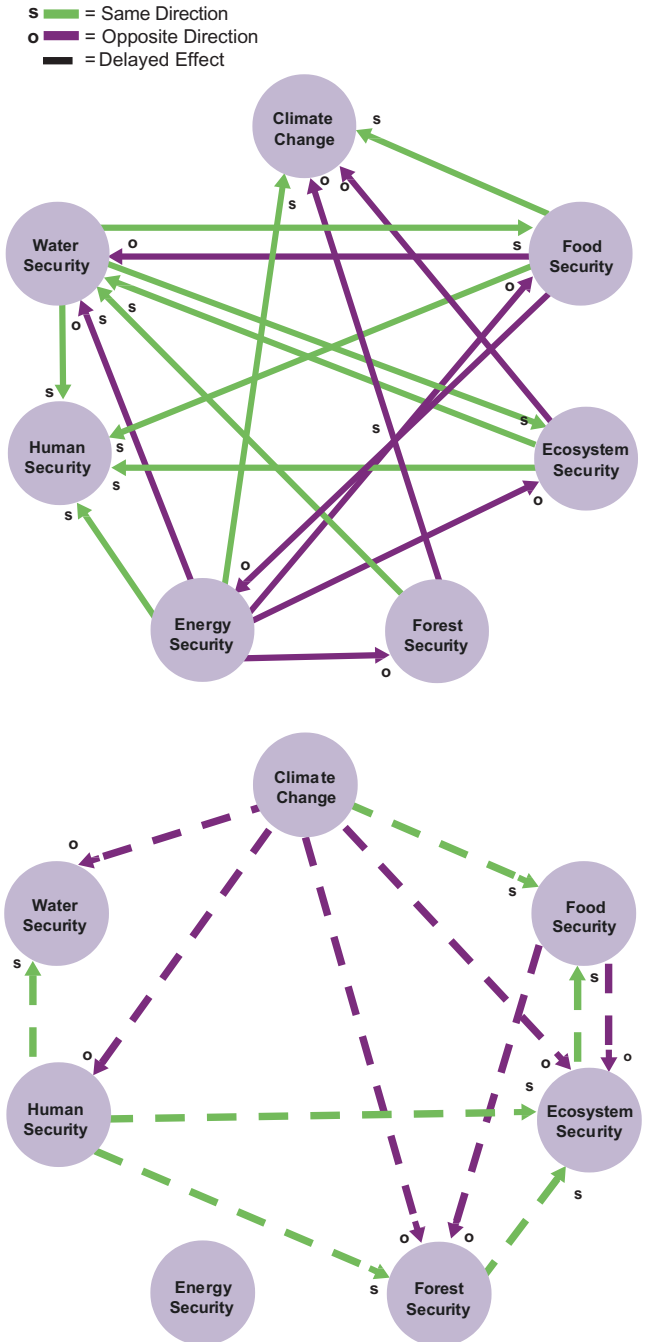 s = Same Direction
o = Opposite Direction
= Delayed Effect
Climate
Change
s
o
o
s
Water
Security
o
s
Food
Security
o
o
s
s
s
s
s
Human
Security
s
s
Ecosystem
Security
s
o
o
Energy
Security
Forest
Security
o
Climate
Change
o
s
Water
Security
Food
Security
s
s
o
o
o
s
Human
Security
Ecosystem
Security
s
o
o
s
Energy
Security
Forest
Security